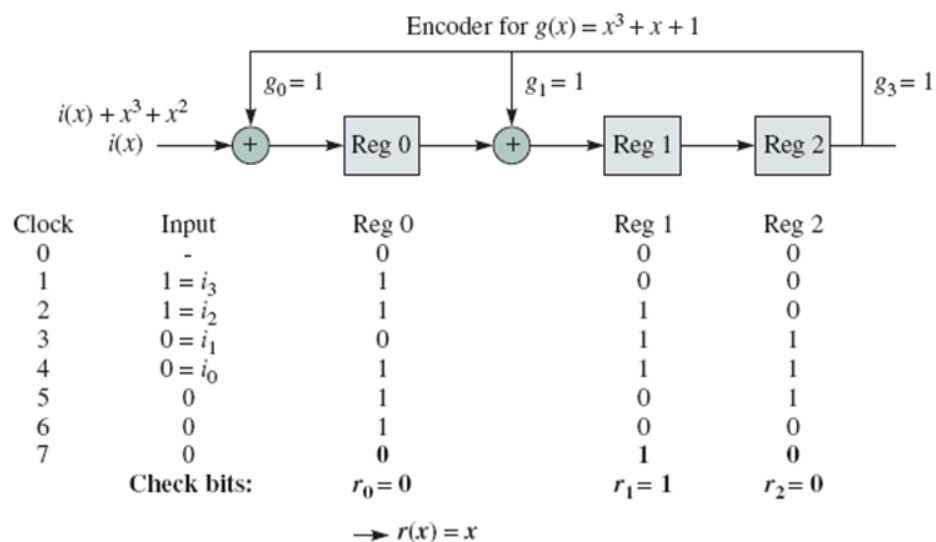 Encoder for g(x) = x³ + x + 1
g₀ = 1 g₁ = 1 g₃ = 1
i(x) + x³ + x²
i(x) + Reg 0 + Reg 1 Reg 2
Clock Input Reg 0 Reg 1 Reg 2
0 - 0 0 0
1 1 = i₃ 1 0 0
2 1 = i₂ 1 1 0
3 0 = i₁ 0 1 1
4 0 = i₀ 1 1 1
5 0 1 0 1
6 0 1 0 0
7 0 0 1 0
Check bits: r₀ = 0 r₁ = 1 r₂ = 0
→ r(x) = x